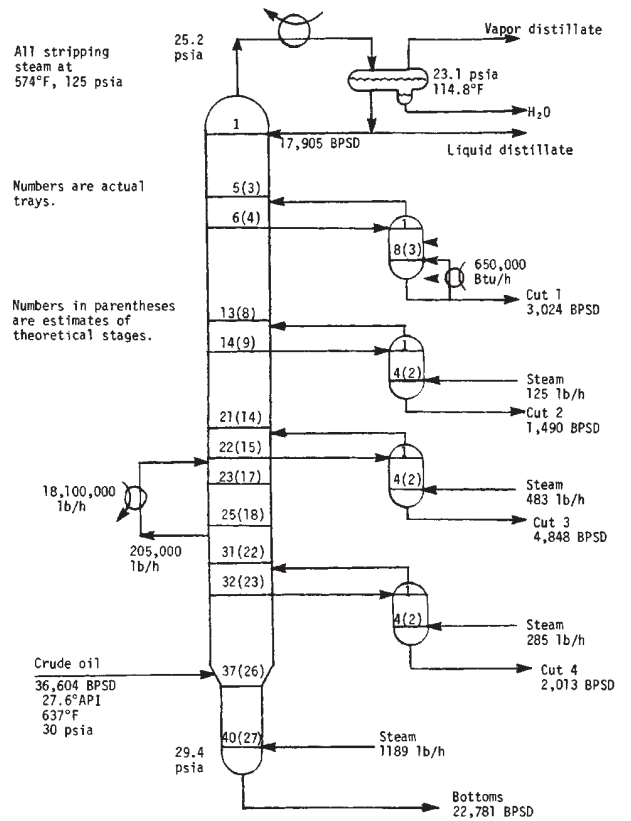 All stripping
steam at
574°F, 125 psia
25.2
psia
Vapor distillate
23.1 psia
114.8°F
H₂O
1
17,905 BPSD
Liquid distillate
Numbers are actual
trays.
5(3)
6(4)
1
8(3)
650,000
Btu/h
Cut 1
3,024 BPSD
Numbers in parentheses
are estimates of
theoretical stages.
13(8)
14(9)
1
4(2)
Steam
125 lb/h
Cut 2
1,490 BPSD
21(14)
22(15)
23(17)
25(18)
1
4(2)
Steam
483 lb/h
Cut 3
4,848 BPSD
18,100,000
lb/h
205,000
lb/h
31(22)
32(23)
1
4(2)
Steam
285 lb/h
Cut 4
2,013 BPSD
Crude oil
36,604 BPSD
27.6°API
637°F
30 psia
37(26)
40(27)
Steam
1189 lb/h
29.4
psia
Bottoms
22,781 BPSD